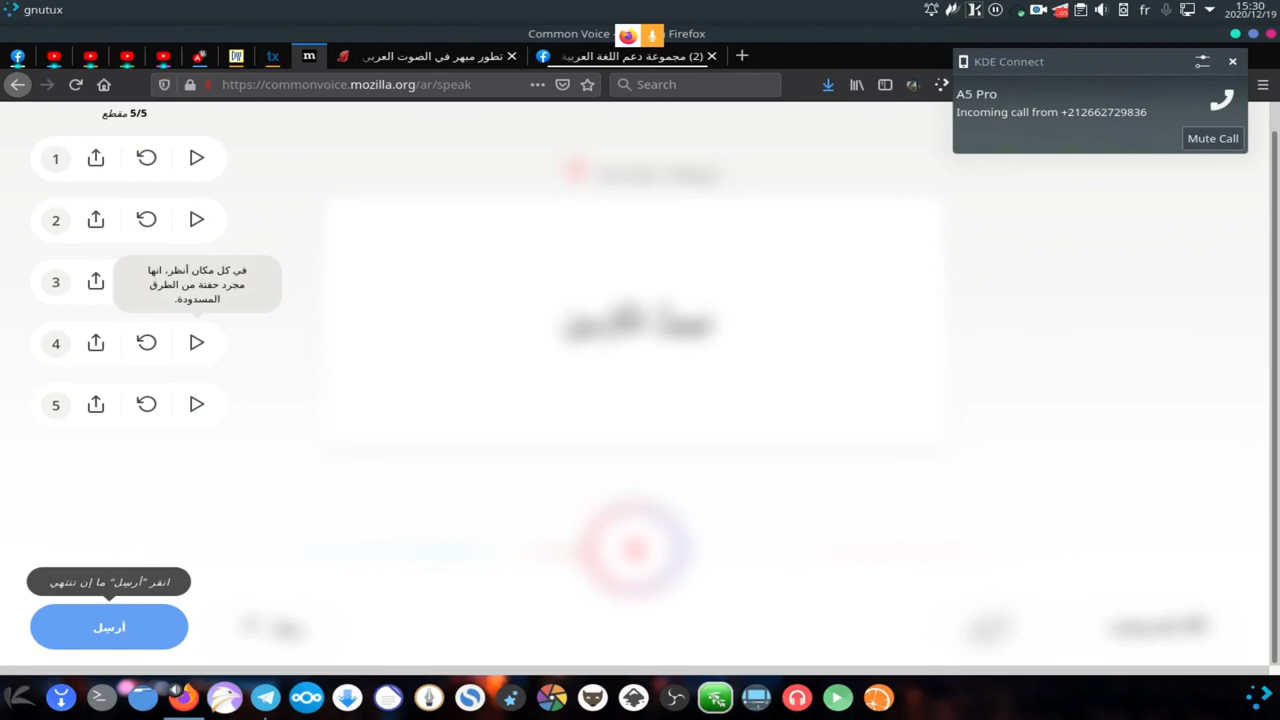 gnutux
fr
15:30
2020/12/19
Common Voice - Firefox
تطور مبهر في الصوت العربي
(2) مجموعة دعم اللغة العربية
https://commonvoice.mozilla.org/ar/speak
Search
KDE Connect
A5 Pro
Incoming call from +212662729836
Mute Call
5/5 مقطع
1
2
3
في كل مكان أنظر، انها
مجرد حفنة من الطرق
المسدودة.
4
5
انقر "أرسِل" ما إن تنتهي
أرسِل